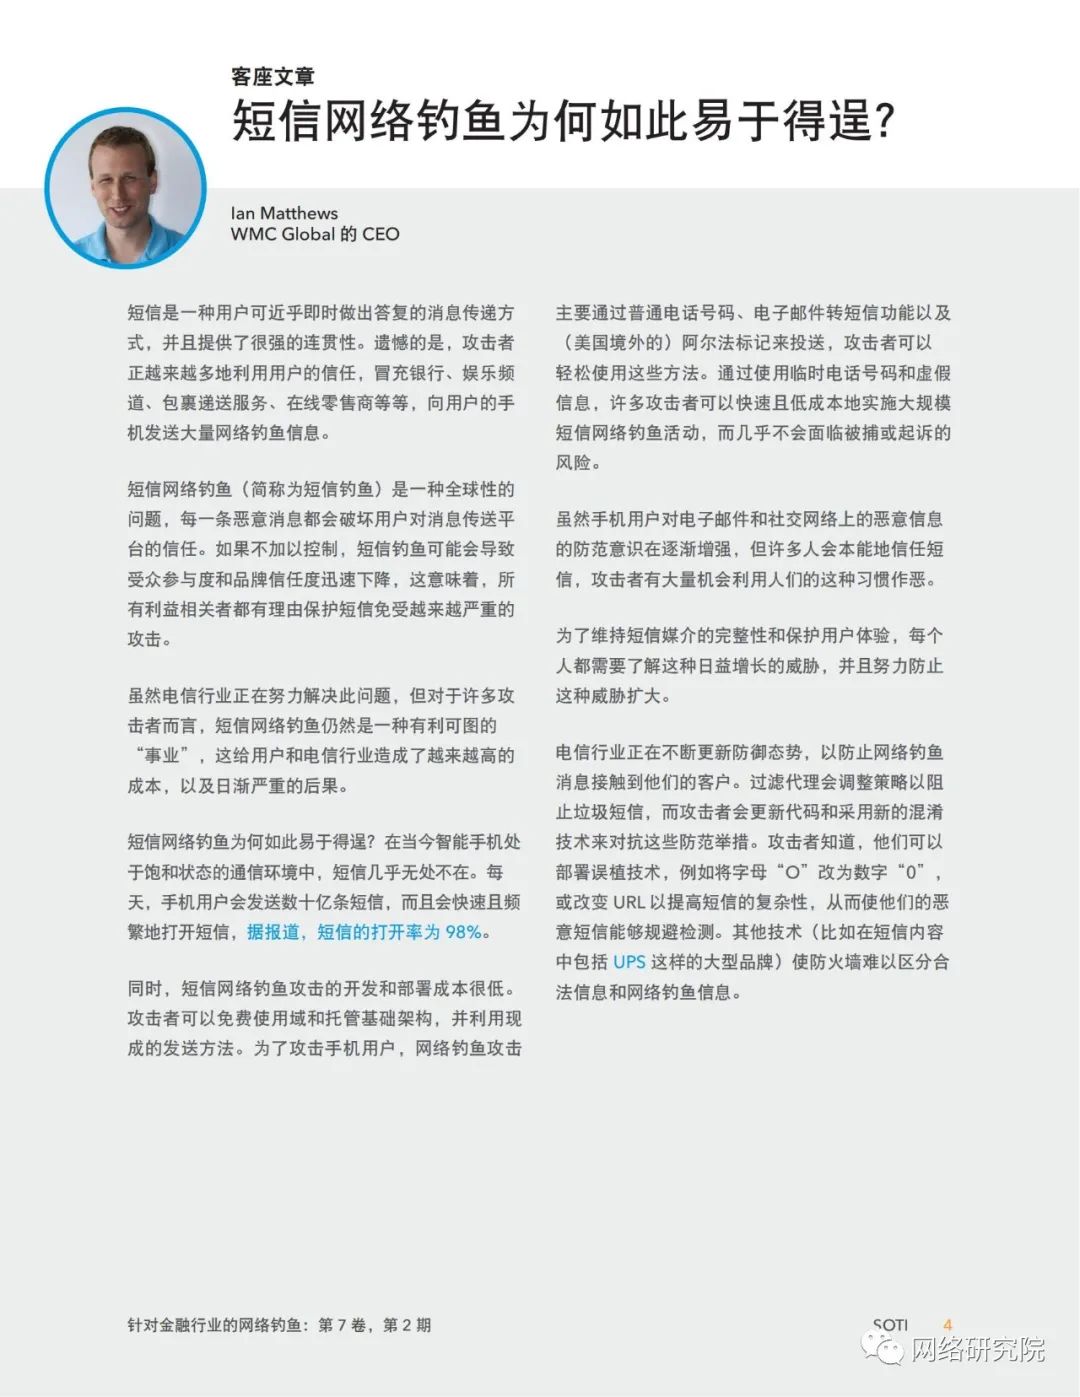 客座文章
短信网络钓鱼为何如此易于得逞?
Ian Matthews
WMC Global 的 CEO
短信是一种用户可近乎即时做出答复的消息传递方
式，并且提供了很强的连贯性。遗憾的是，攻击者
正越来越多地利用用户的信任，冒充银行、娱乐频
道、包裹递送服务、在线零售商等等，向用户的手
机发送大量网络钓鱼信息。
短信网络钓鱼（简称为短信钓鱼）是一种全球性的
问题，每一条恶意消息都会破坏用户对消息传送平
台的信任。如果不加以控制，短信钓鱼可能会导致
受众参与度和品牌信任度迅速下降，这意味着，所
有利益相关者都有理由保护短信免受越来越严重的
攻击。
虽然电信行业正在努力解决此问题，但对于许多攻
击者而言，短信网络钓鱼仍然是一种有利可图的
“事业”，这给用户和电信行业造成了越来越高的
成本，以及日渐严重的后果。
短信网络钓鱼为何如此易于得逞？在当今智能手机处
于饱和状态的通信环境中，短信几乎无处不在。每
天，手机用户会发送数十亿条短信，而且会快速且频
繁地打开短信，据报道，短信的打开率为 98%。
同时，短信网络钓鱼攻击的开发和部署成本很低。
攻击者可以免费使用域和托管基础架构，并利用现
成的发送方法。为了攻击手机用户，网络钓鱼攻击
主要通过普通电话号码、电子邮件转短信功能以及
（美国境外的）阿尔法标记来投送，攻击者可以
轻松使用这些方法。通过使用临时电话号码和虚假
信息，许多攻击者可以快速且低成本地实施大规模
短信网络钓鱼活动，而几乎不会面临被捕或起诉的
风险。
虽然手机用户对电子邮件和社交网络上的恶意信息
的防范意识在逐渐增强，但许多人会本能地信任短
信，攻击者有大量机会利用人们的这种习惯作恶。
为了维持短信媒介的完整性和保护用户体验，每个
人都需要了解这种日益增长的威胁，并且努力防止
这种威胁扩大。
电信行业正在不断更新防御态势，以防止网络钓鱼
消息接触到他们的客户。过滤代理会调整策略以阻
止垃圾短信，而攻击者会更新代码和采用新的混淆
技术来对抗这些防范举措。攻击者知道，他们可以
部署误植技术，例如将字母“O”改为数字“0”，
或改变 URL 以提高短信的复杂性，从而使他们的恶
意短信能够规避检测。其他技术（比如在短信内容
中包括 UPS 这样的大型品牌）使防火墙难以区分合
法信息和网络钓鱼信息。
针对金融行业的网络钓鱼：第 7 卷，第 2 期
SOTI 4
网络研究院